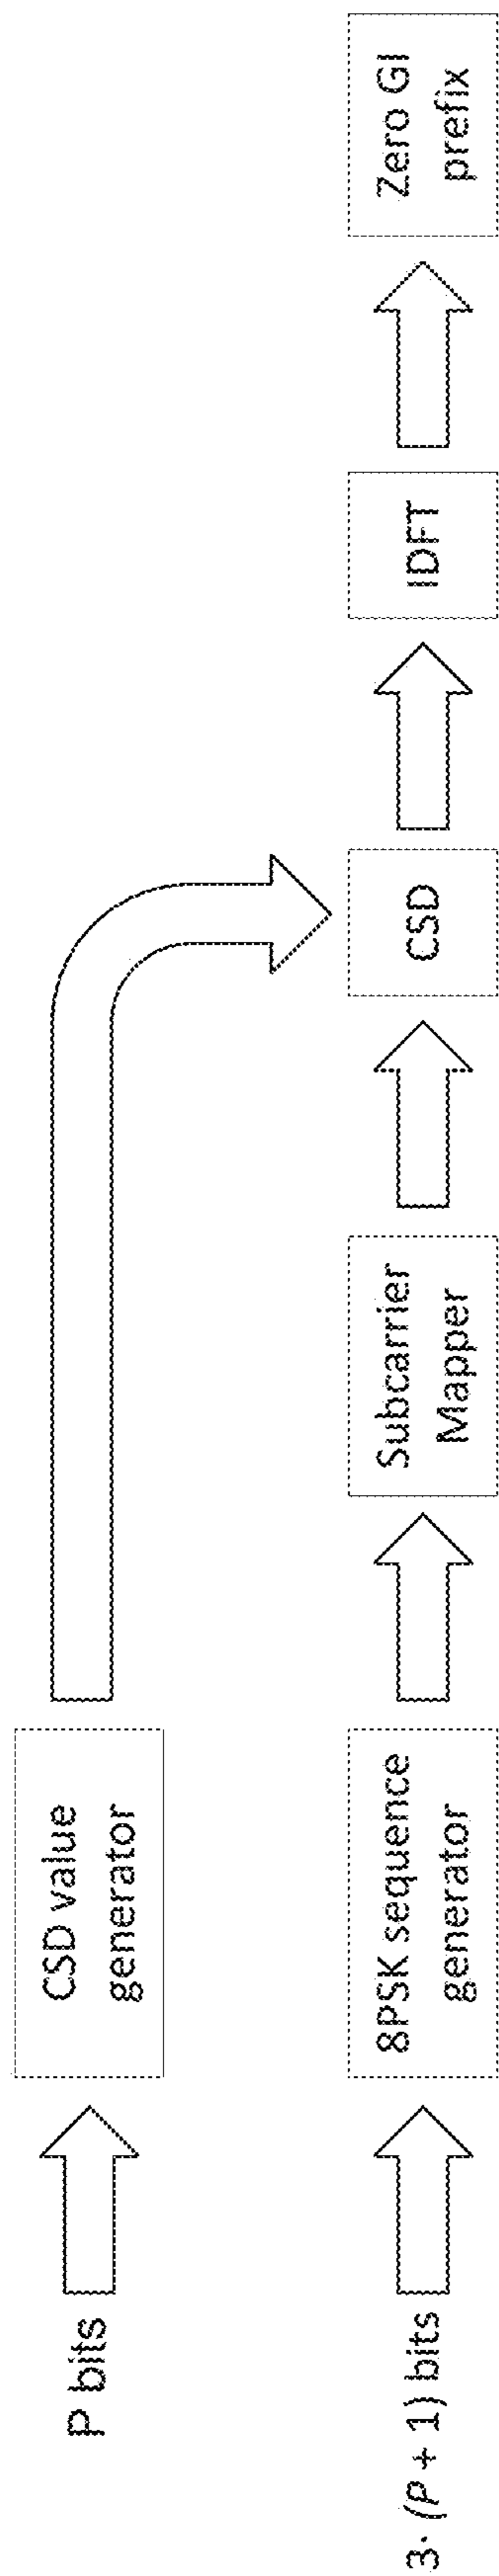 P bits
CSD value
generator
3· (P + 1) bits
8PSK sequence
generator
Subcarrier
Mapper
CSD
IDFT
Zero GI
prefix